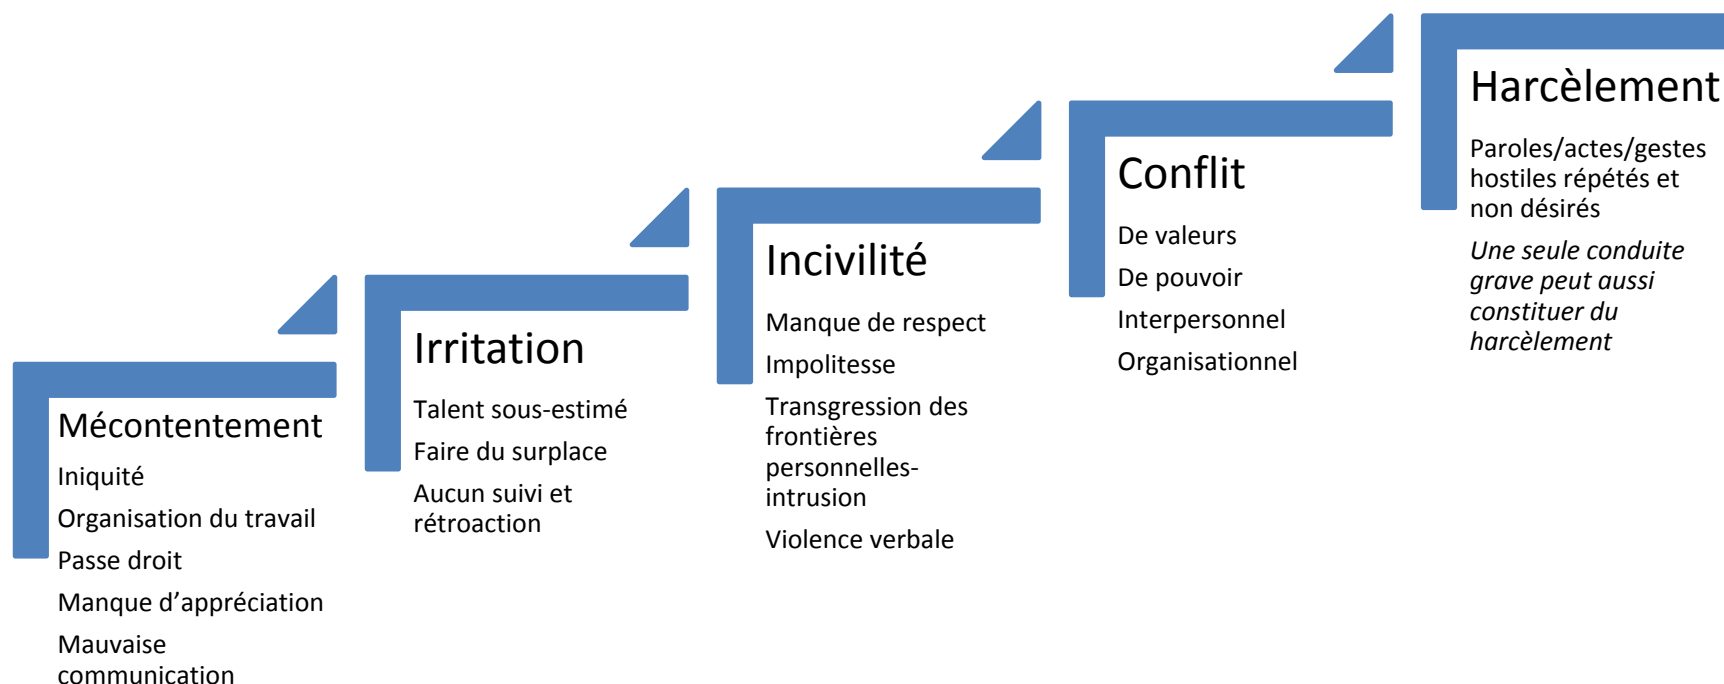 Mécontentement
Iniquité
Organisation du travail
Passe droit
Manque d’appréciation
Mauvaise
communication
Irritation
Talent sous-estimé
Faire du surplace
Aucun suivi et
rétroaction
Incivilité
Manque de respect
Impolitesse
Transgression des
frontières
personnelles-
intrusion
Violence verbale
Conflit
De valeurs
De pouvoir
Interpersonnel
Organisationnel
Harcèlement
Paroles/actes/gestes
hostiles répétés et
non désirés
Une seule conduite
grave peut aussi
constituer du
harcèlement